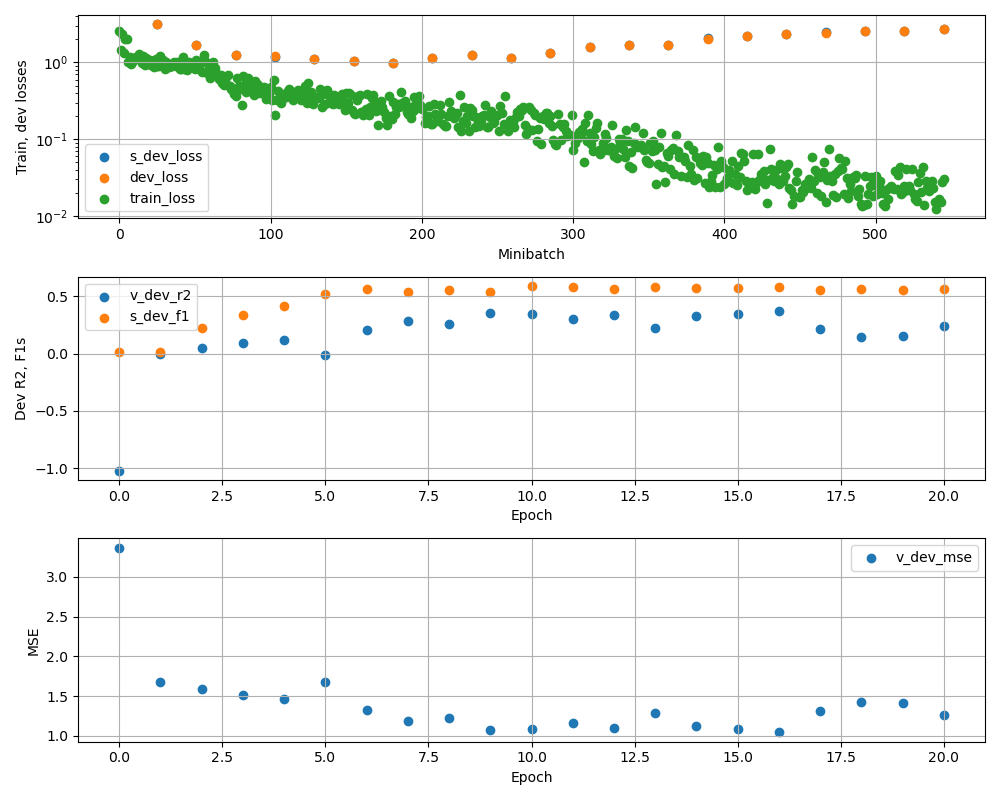 Train, dev losses
10⁰
10⁻¹
10⁻²
s_dev_loss
dev_loss
train_loss
0 100 200 300 400 500
Minibatch
Dev R2, F1s
0.5
0.0
−0.5
−1.0
v_dev_r2
s_dev_f1
0.0 2.5 5.0 7.5 10.0 12.5 15.0 17.5 20.0
Epoch
MSE
3.0
2.5
2.0
1.5
1.0
v_dev_mse
0.0 2.5 5.0 7.5 10.0 12.5 15.0 17.5 20.0
Epoch